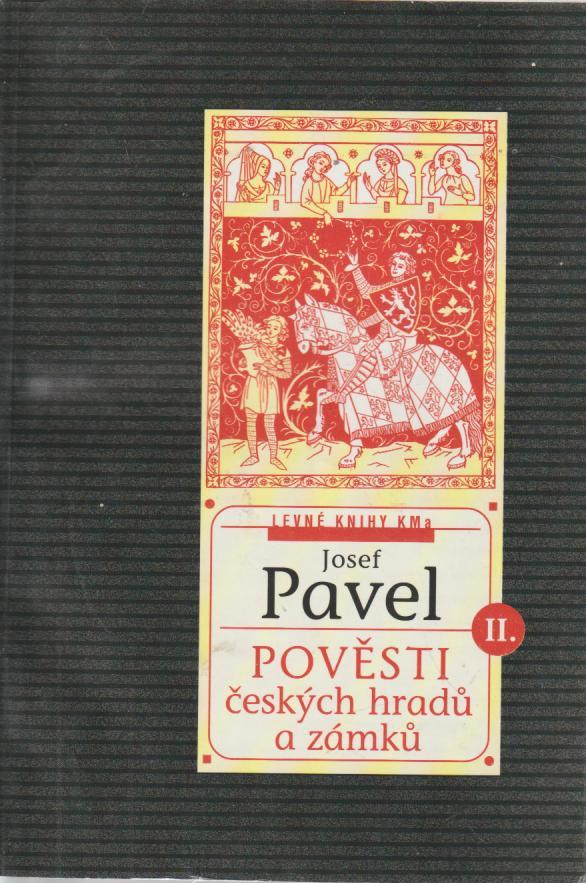 LEVNÉ KNIHY KMa
Josef
Pavel
II.
POVĚSTI
českých hradů
a zámků